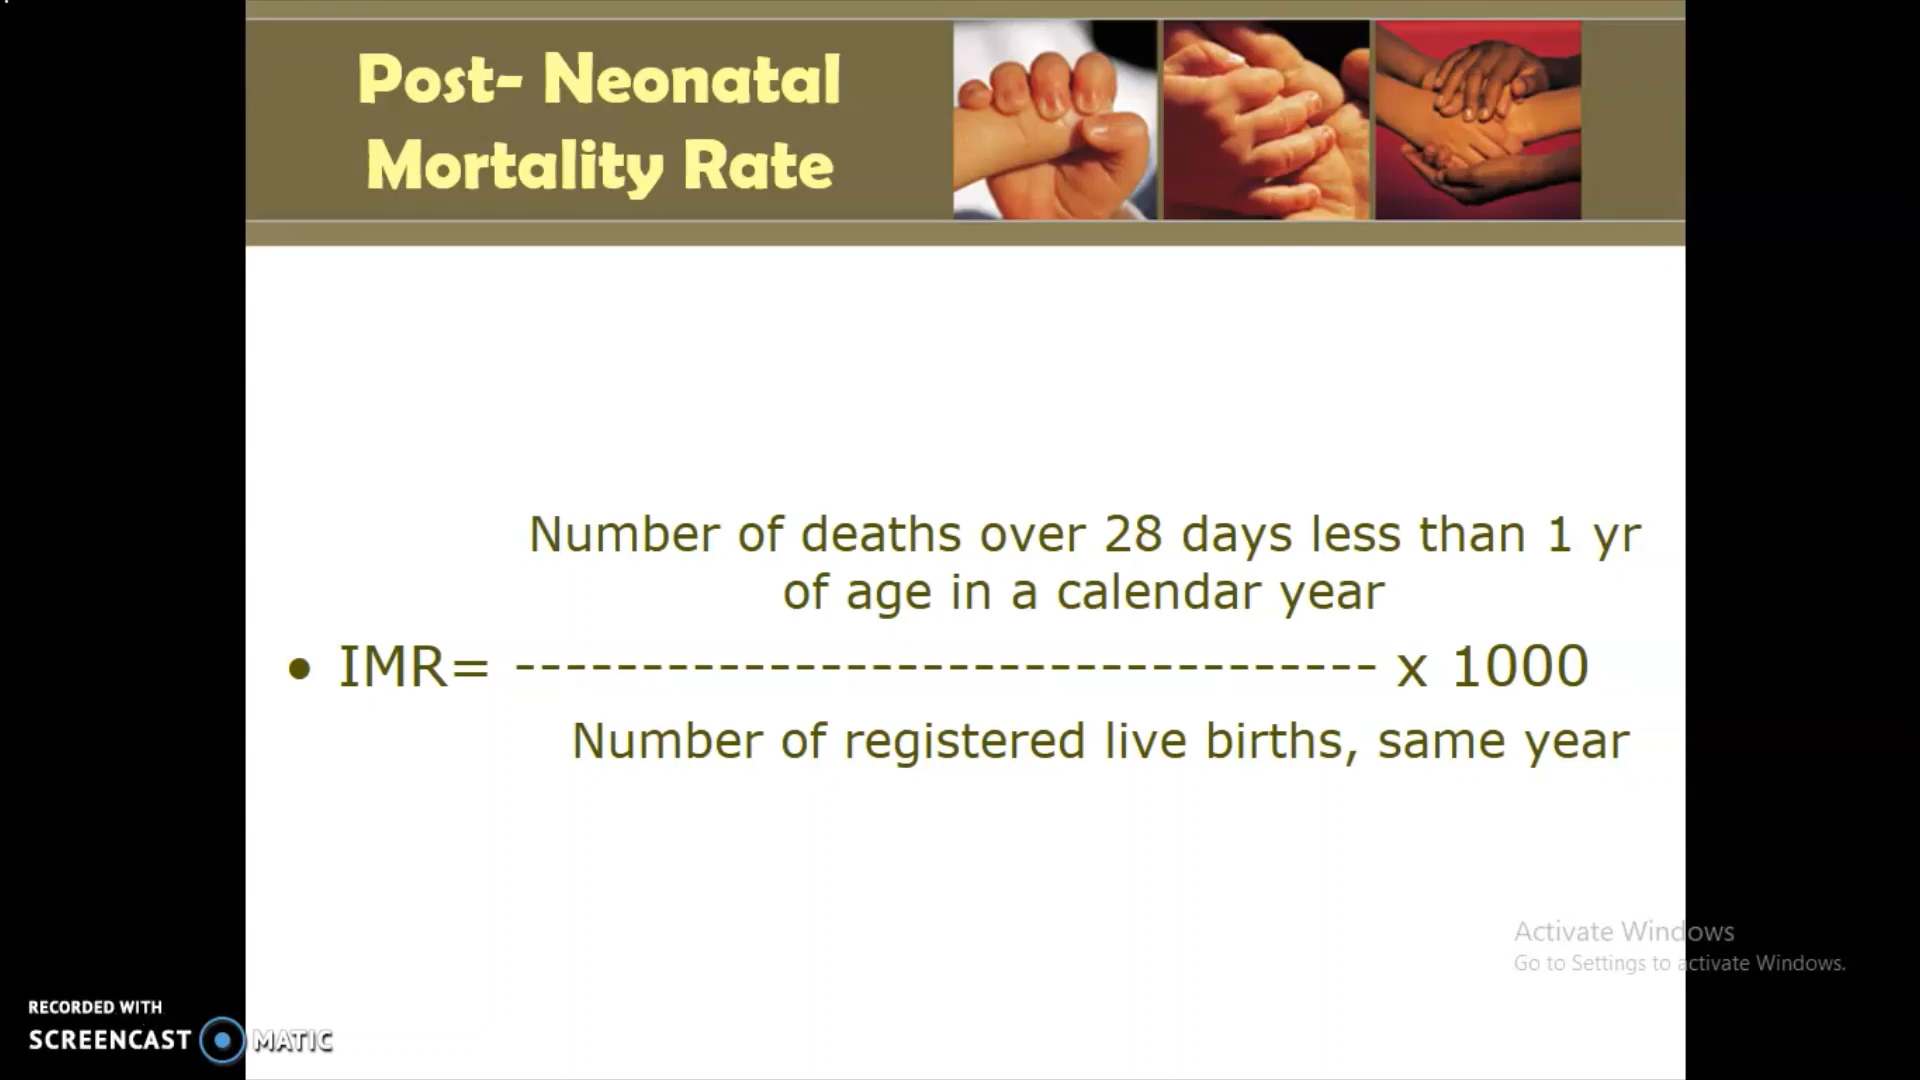 Post- Neonatal
Mortality Rate
Number of deaths over 28 days less than 1 yr
of age in a calendar year
• IMR= ---------------------------------- x 1000
Number of registered live births, same year
Activate Windows
Go to Settings to activate Windows.
RECORDED WITH
SCREENCAST MATIC